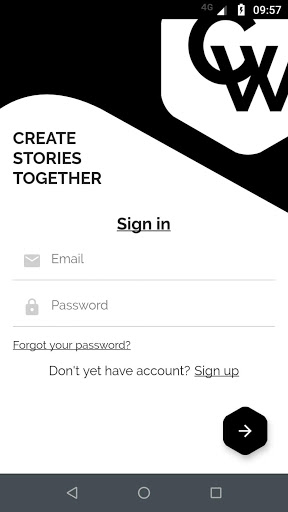 4G 09:57
CW
CREATE
STORIES
TOGETHER
Sign in
Email
Password
Forgot your password?
Don't yet have account? Sign up